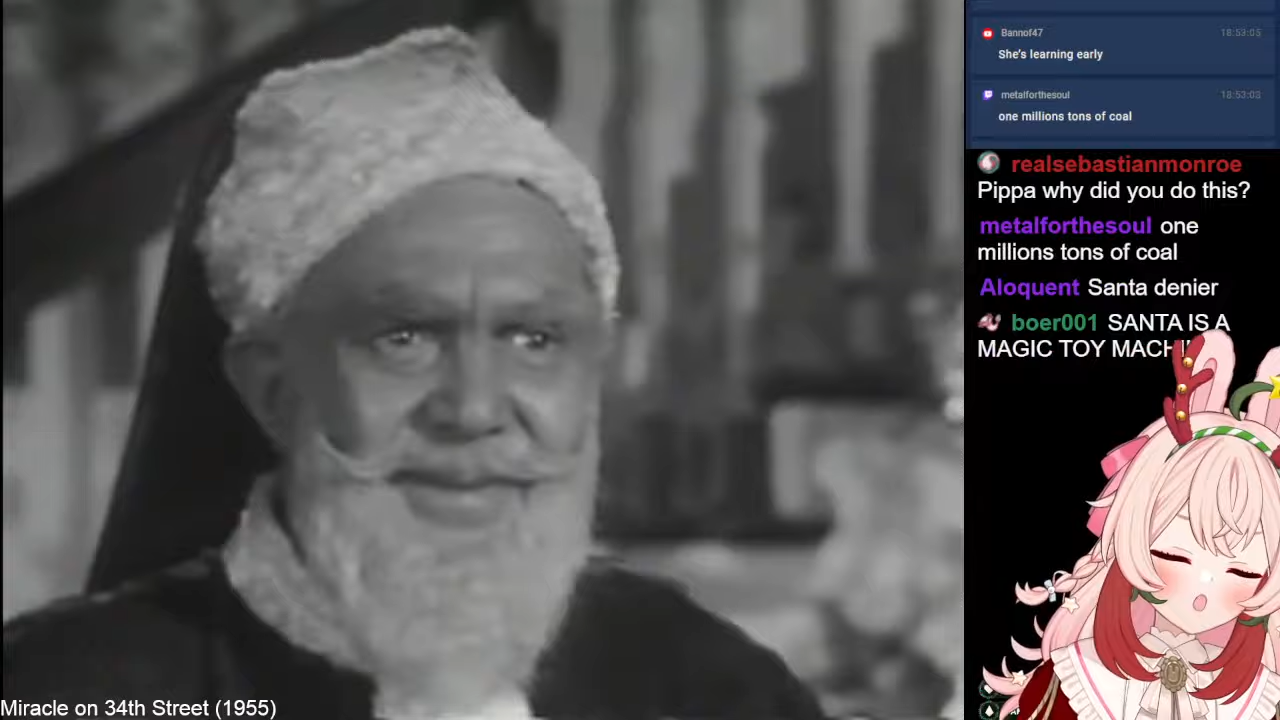 Bannof47 18:53:05
She's learning early
metalforthesoul 18:53:03
one millions tons of coal
realsebastianmonroe
Pippa why did you do this?
metalforthesoul one
millions tons of coal
Aloquent Santa denier
boer001 SANTA IS A
MAGIC TOY
Miracle on 34th Street (1955)